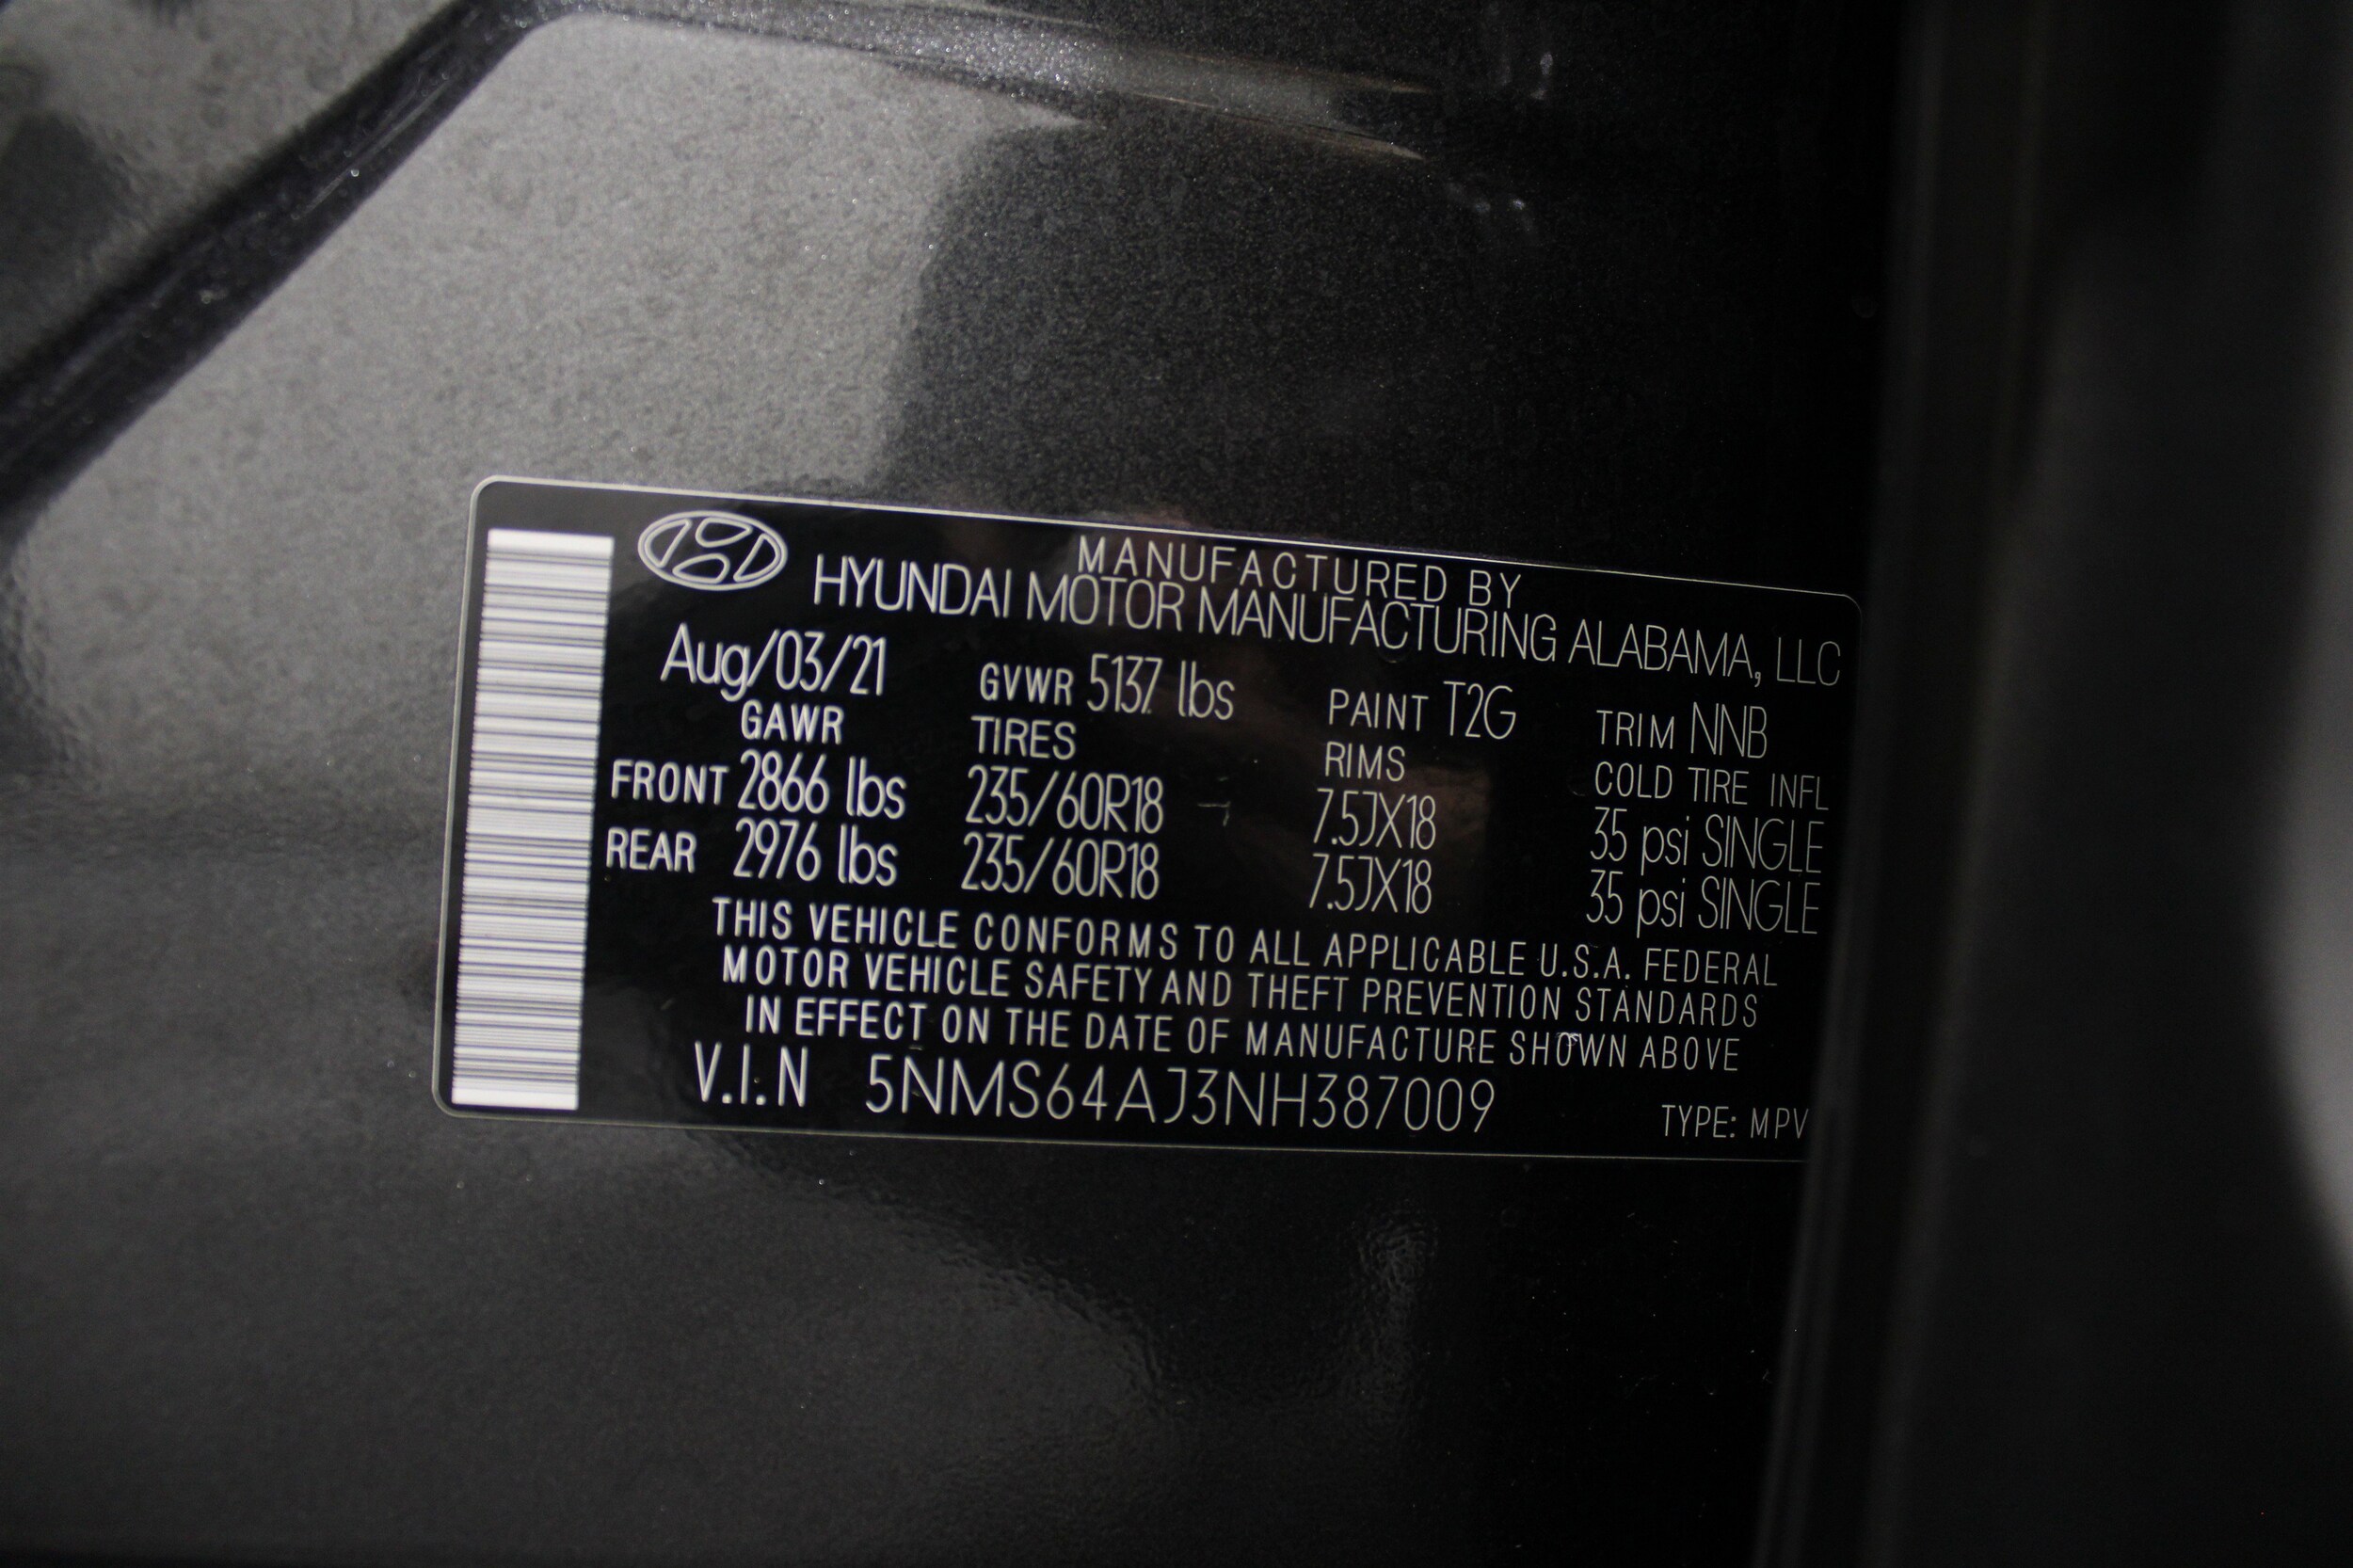 MANUFACTURED BY
HYUNDAI MOTOR MANUFACTURING ALABAMA, LLC
Aug/03/21 GVWR 5137 lbs PAINT T2G TRIM NNB
GAWR TIRES RIMS COLD TIRE INFL
FRONT 2866 lbs 235/60R18 7.5JX18 35 psi SINGLE
REAR 2976 lbs 235/60R18 7.5JX18 35 psi SINGLE
THIS VEHICLE CONFORMS TO ALL APPLICABLE U.S.A. FEDERAL
MOTOR VEHICLE SAFETY AND THEFT PREVENTION STANDARDS
IN EFFECT ON THE DATE OF MANUFACTURE SHOWN ABOVE
V.I.N 5NMS64AJ3NH387009 TYPE: MPV